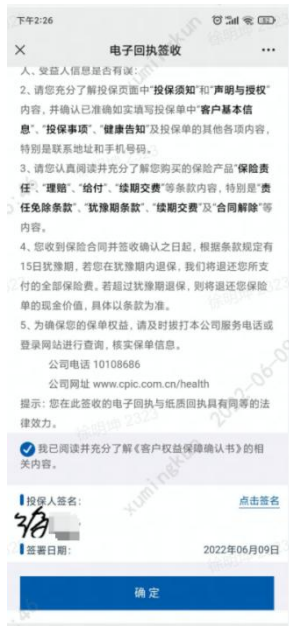 下午2:26
电子回执签收
人、受益人信息是否有误；
2、请您充分了解投保页面中“投保须知”和“声明与授权”
内容，并确认已准确如实填写投保单中“客户基本信
息”、“投保事项”、“健康告知”及投保单的其他各项内容，
特别是联系地址和手机号码。
3、请您认真阅读并充分了解您购买的保险产品“保险责
任”、“理赔”、“给付”、“续期交费”等条款内容，特别是“责
任免除条款”、“犹豫期条款”、“续期交费”及“合同解除”等
内容。
4、您收到保险合同并签收确认之日起，根据条款规定有
15日犹豫期，若您在犹豫期内退保，我们将退还您所支
付的全部保险费。若超过犹豫期退保，则将退还您保险
单的现金价值，具体以条款为准。
5、为确保您的保单权益，请及时拨打本公司服务电话或
登录网站进行查询，核实保单信息。
公司电话 10108686
公司网址 www.cpic.com.cn/health
提示：您在此签收的电子回执与纸质回执具有同等的法
律效力。
我已阅读并充分了解《客户权益保障确认书》的相
关内容。
投保人签名：
点击签名
签署日期：
2022年06月09日
确定
xumingkun 2022-06-09
徐明坤 2323